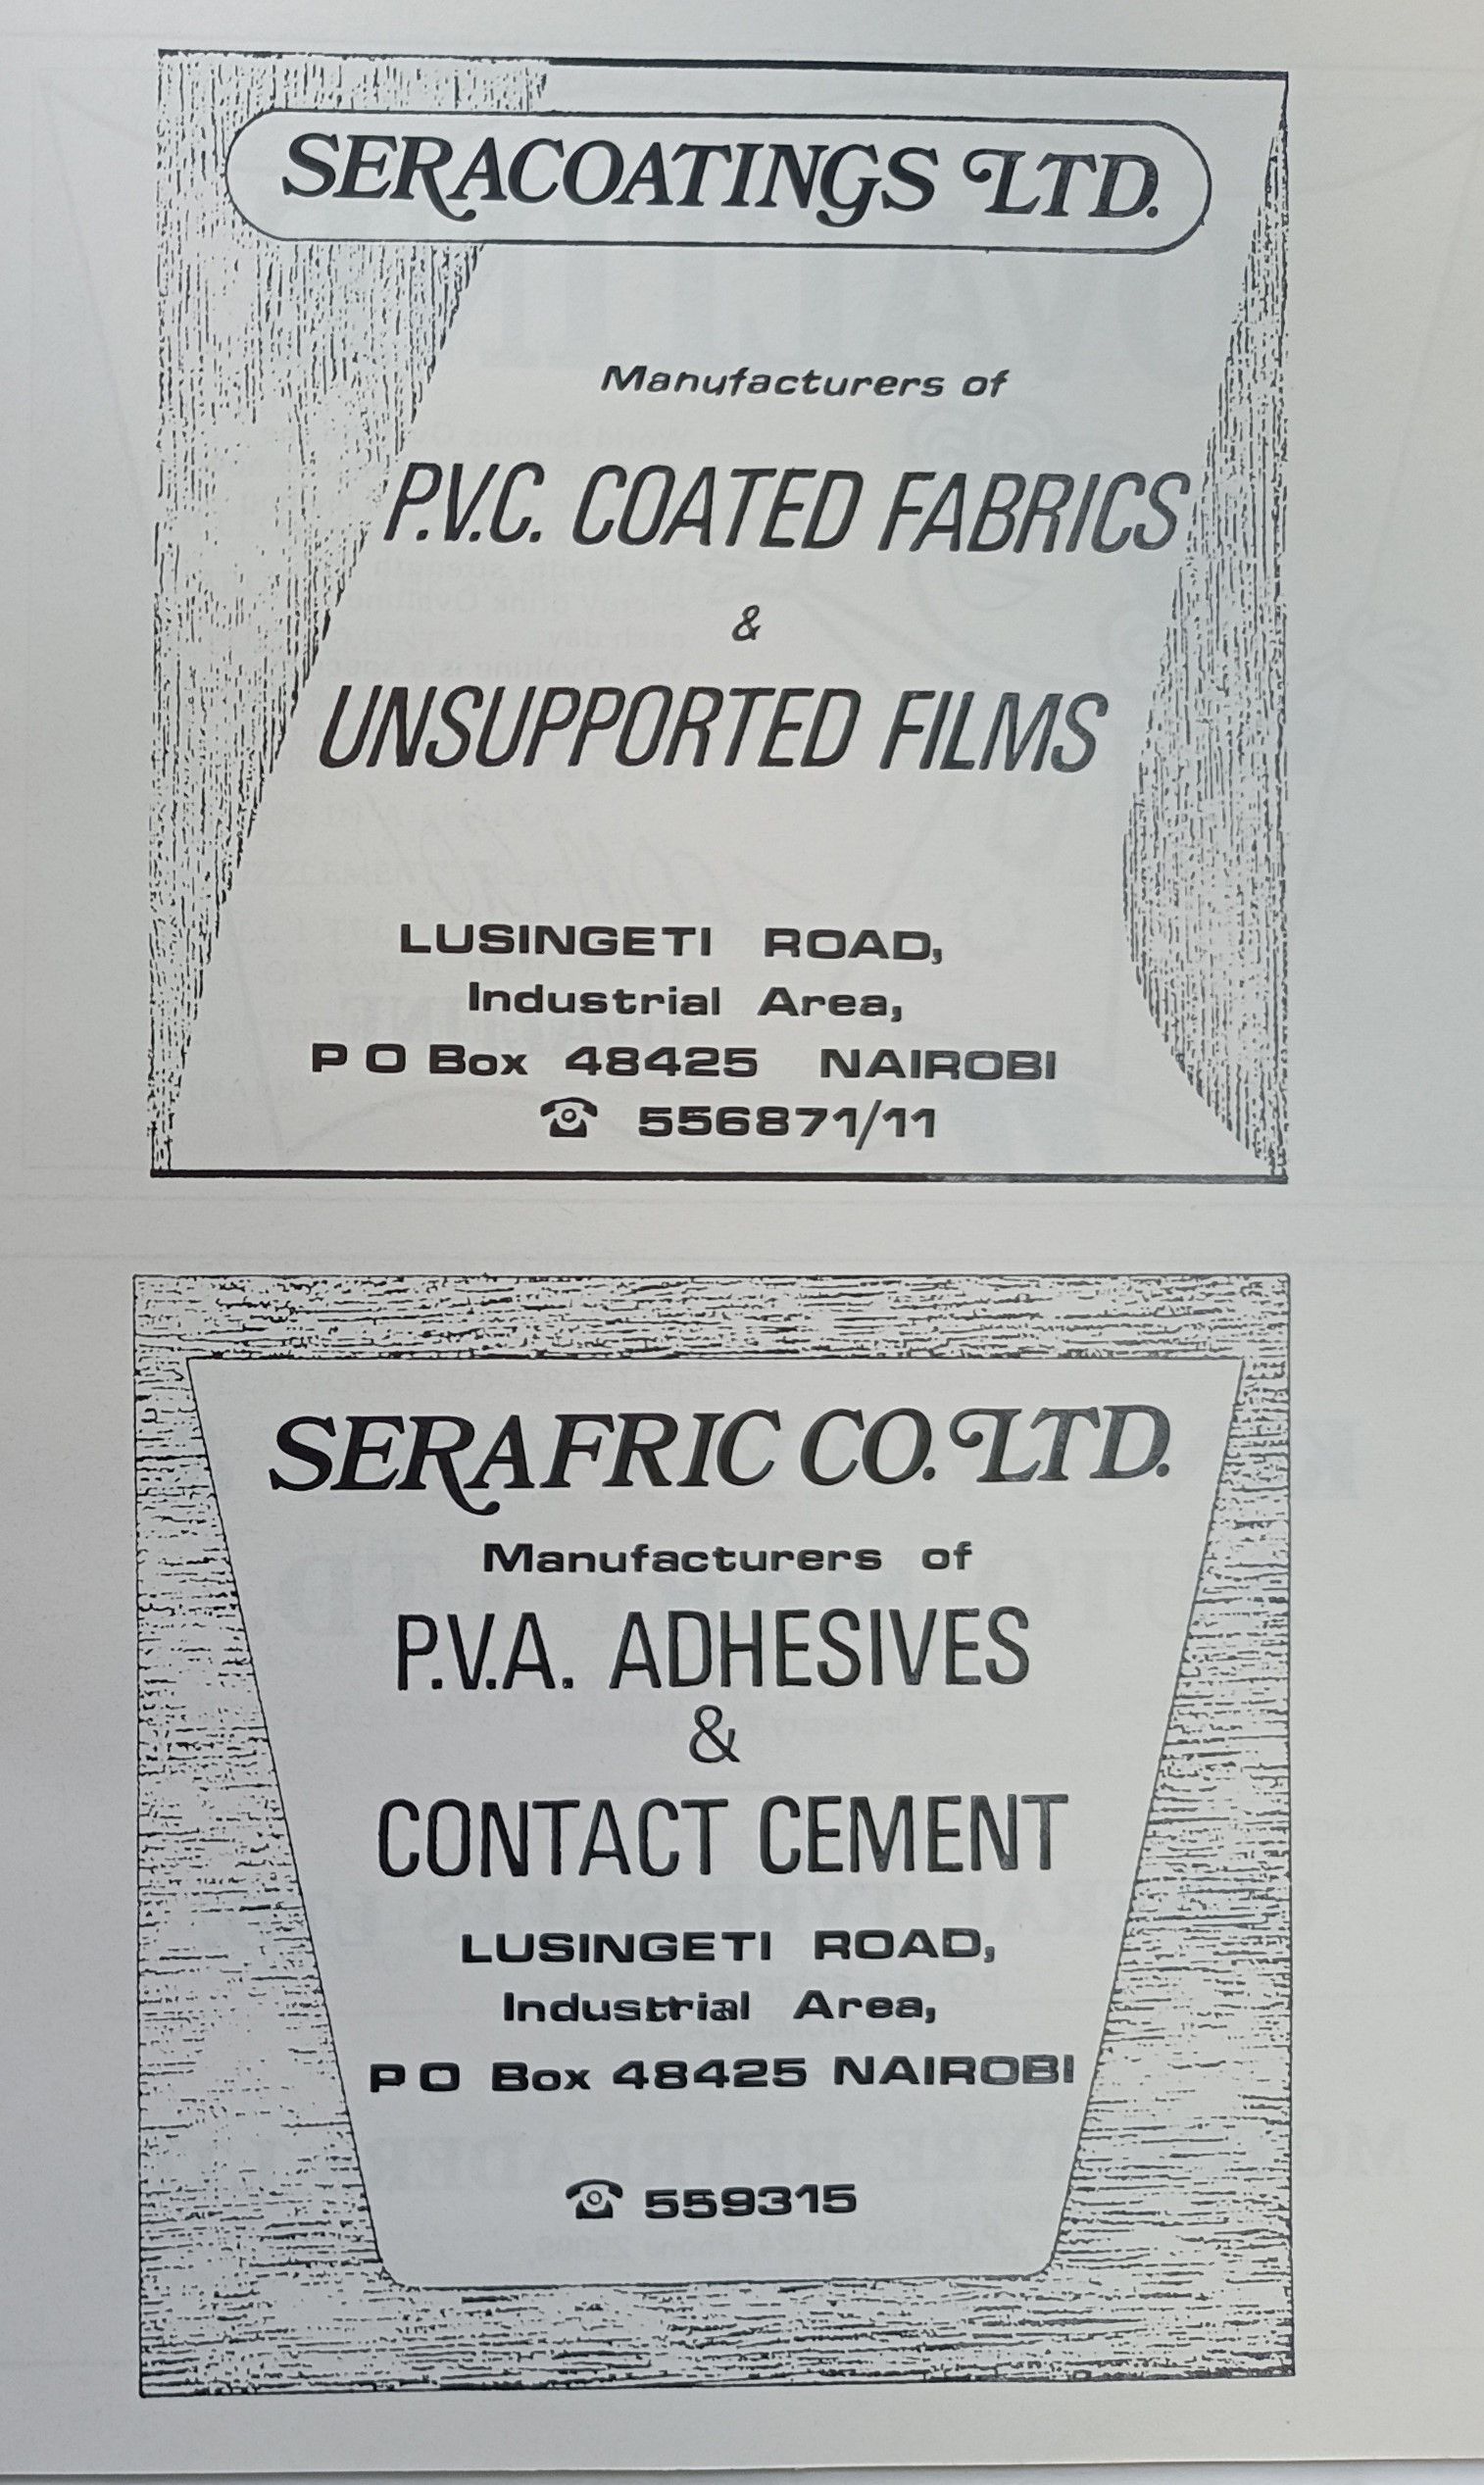 SERACOATINGS LTD.
Manufacturers of
P.V.C. COATED FABRICS
&
UNSUPPORTED FILMS
LUSINGETI ROAD,
Industrial Area,
P O Box 48425 NAIROBI
☎ 556871/11
SERAFRIC CO. LTD.
Manufacturers of
P.V.A. ADHESIVES
&
CONTACT CEMENT
LUSINGETI ROAD,
Industrial Area,
P O Box 48425 NAIROBI
☎ 559315